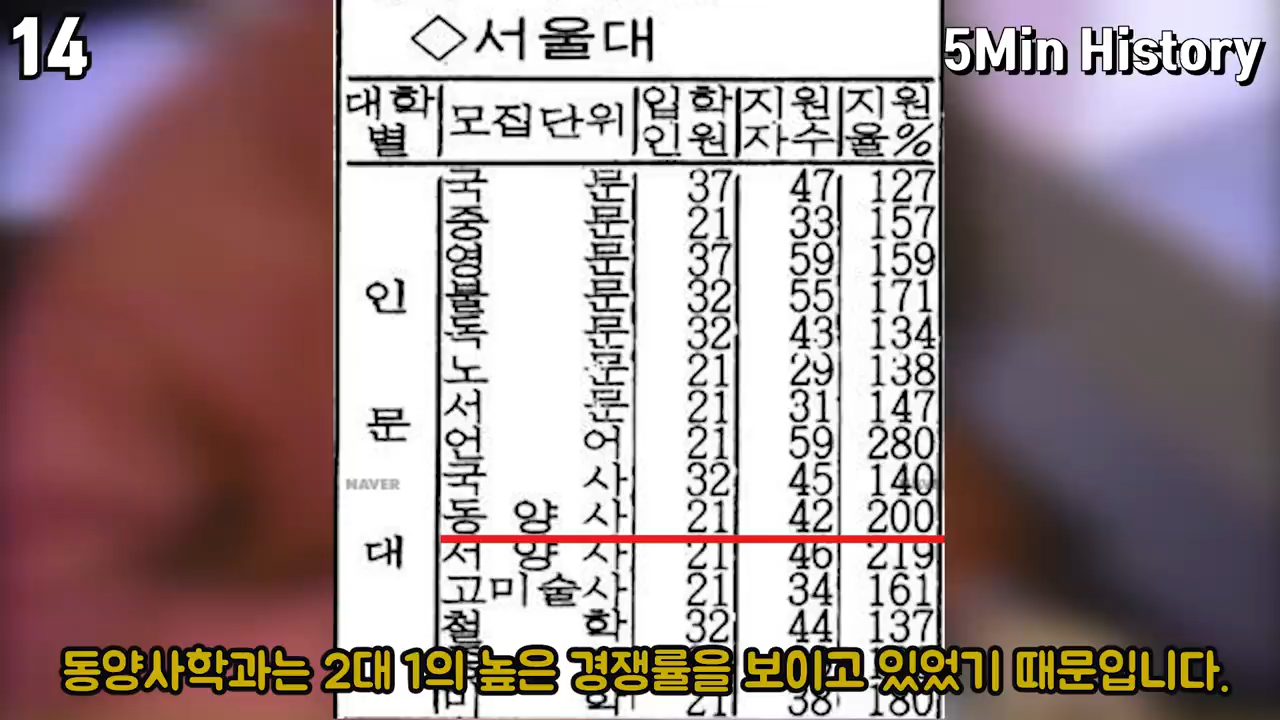 14
5Min History
◇서울대
대학별 모집단위 입학인원 지원자수 지원율%
인문대
국문 37 47 127
중문 21 33 157
영문 37 59 159
불문 32 55 171
독문 32 43 134
노문 21 29 138
서문 21 31 147
언어 21 59 280
국사 32 45 140
NAVER
동양사 21 42 200
서양사 21 46 219
고미술사 21 34 161
철학 32 44 137
동양사학과는 2대 1의 높은 경쟁률을 보이고 있었기 때문입니다.
21 38 180